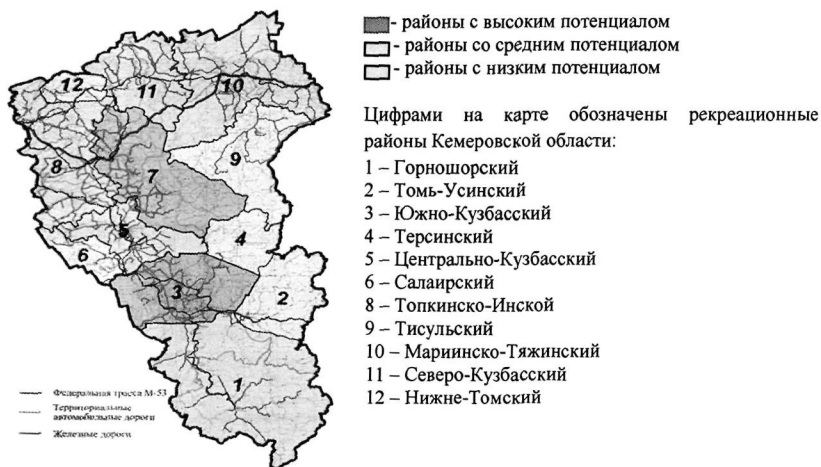 - районы с высоким потенциалом
- районы со средним потенциалом
- районы с низким потенциалом
Цифрами на карте обозначены рекреационные
районы Кемеровской области:
1 – Горношорский
2 – Томь-Усинский
3 – Южно-Кузбасский
4 – Терсинский
5 – Центрально-Кузбасский
6 – Салаирский
8 – Топкинско-Инской
9 – Тисульский
10 – Мариинско-Тяжинский
11 – Северо-Кузбасский
12 – Нижне-Томский
12
11
10
9
8
7
5
4
6
3
2
1
Федеральная трасса М-53
Территориальные
автомобильные дороги
Железные дороги